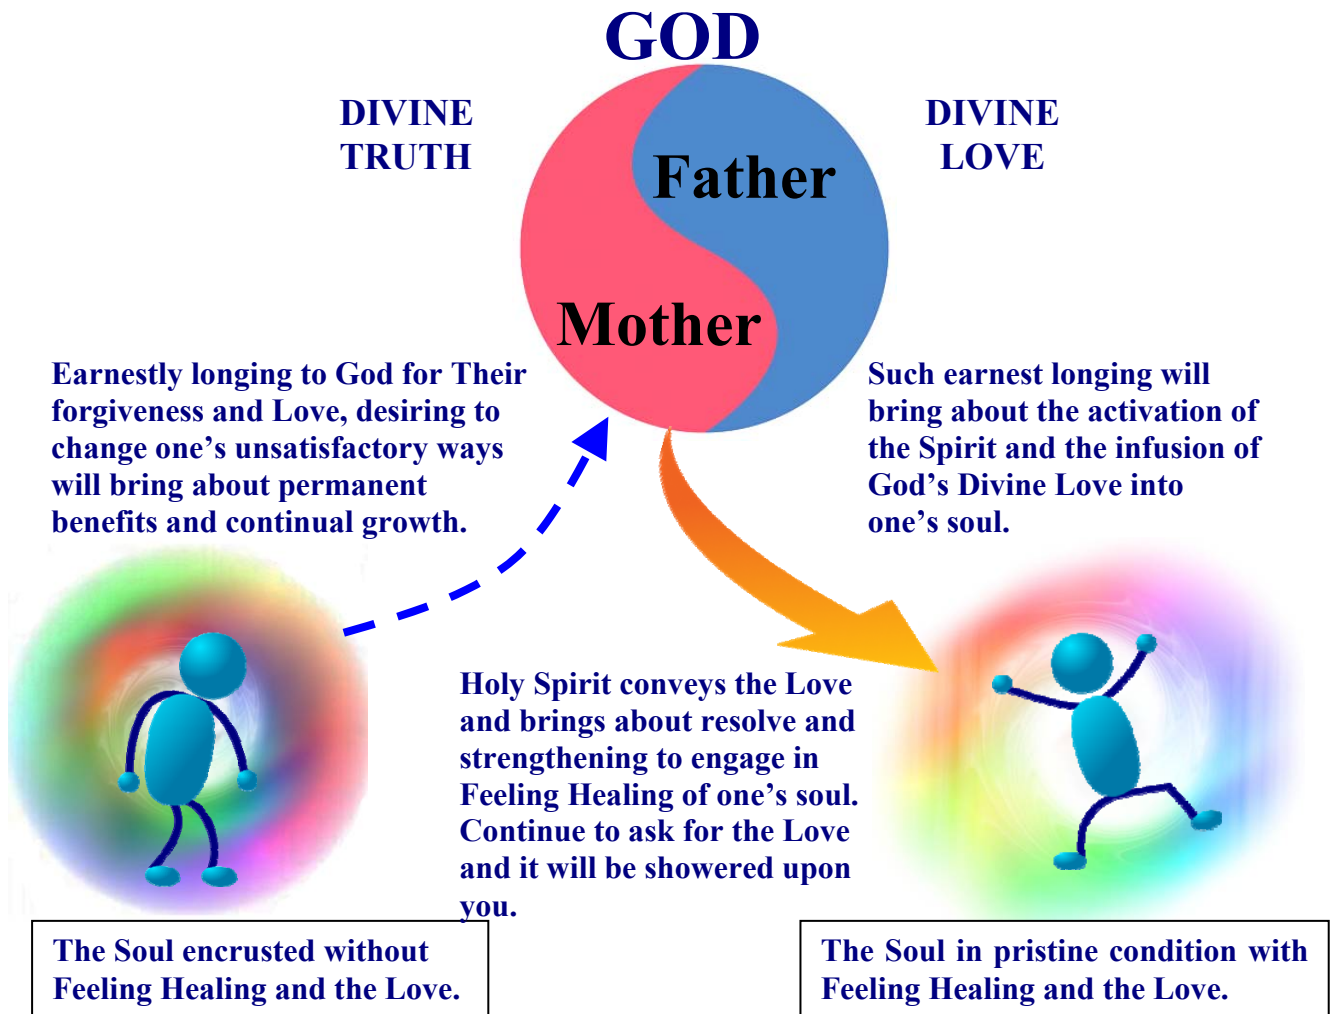 GOD
DIVINE
TRUTH
DIVINE
LOVE
Father
Mother
Earnestly longing to God for Their
forgiveness and Love, desiring to
change one’s unsatisfactory ways
will bring about permanent
benefits and continual growth.
Such earnest longing will
bring about the activation of
the Spirit and the infusion of
God’s Divine Love into
one’s soul.
Holy Spirit conveys the Love
and brings about resolve and
strengthening to engage in
Feeling Healing of one’s soul.
Continue to ask for the Love
and it will be showered upon
you.
The Soul encrusted without
Feeling Healing and the Love.
The Soul in pristine condition with
Feeling Healing and the Love.